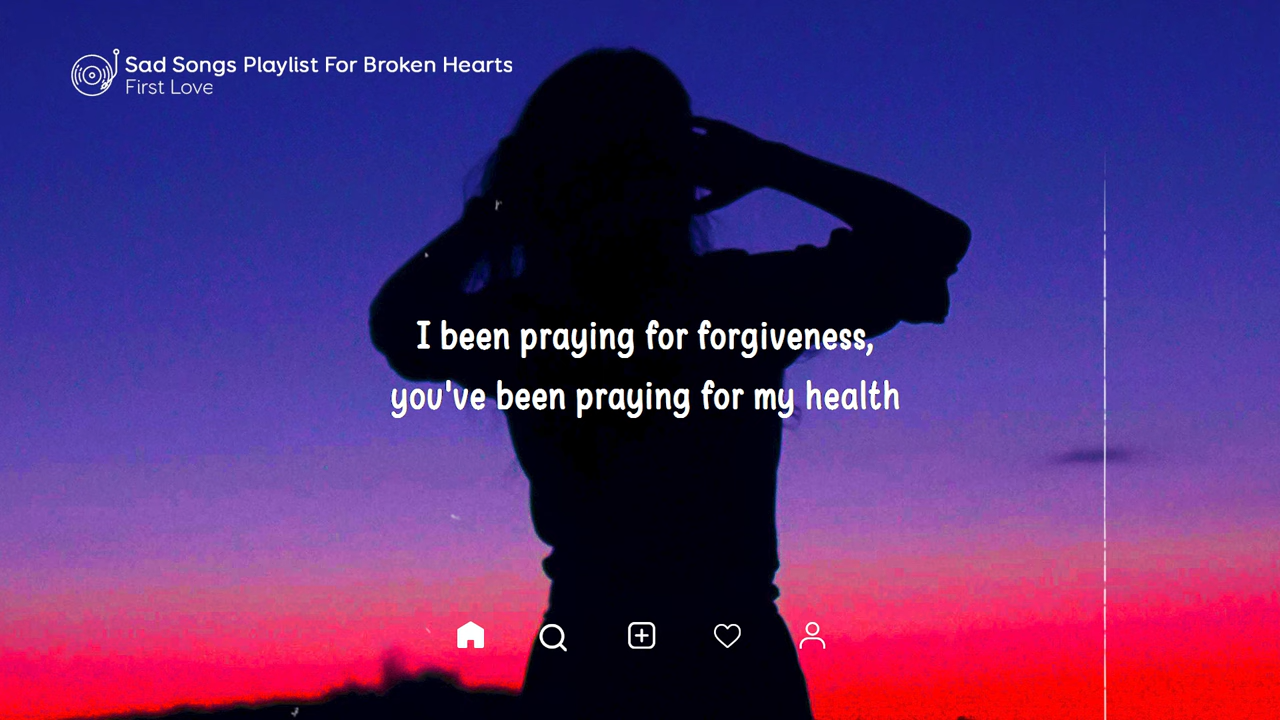 Sad Songs Playlist For Broken Hearts
First Love
I been praying for forgiveness,
you've been praying for my health